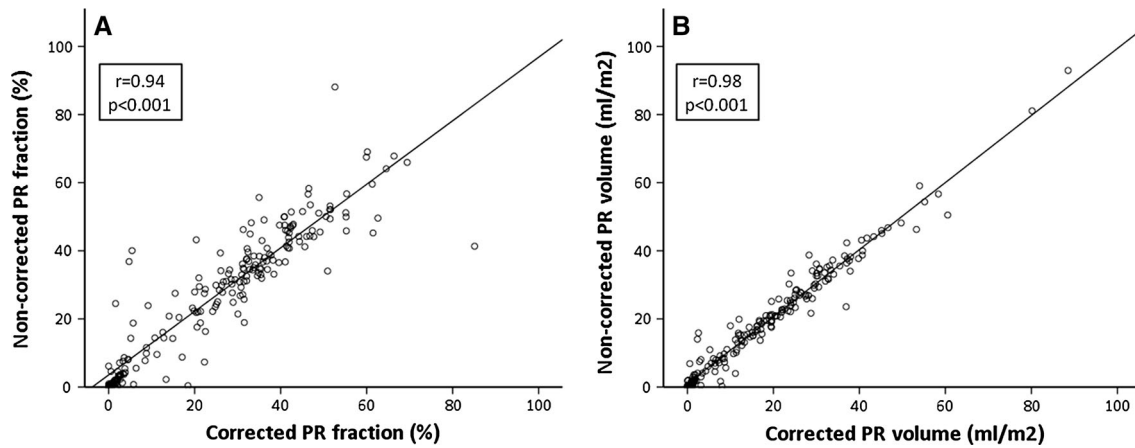 A
Non-corrected PR fraction (%)
100
80
60
40
20
0
r=0.94
p<0.001
0 20 40 60 80 100
Corrected PR fraction (%)
B
Non-corrected PR volume (ml/m2)
100
80
60
40
20
0
r=0.98
p<0.001
0 20 40 60 80 100
Corrected PR volume (ml/m2)